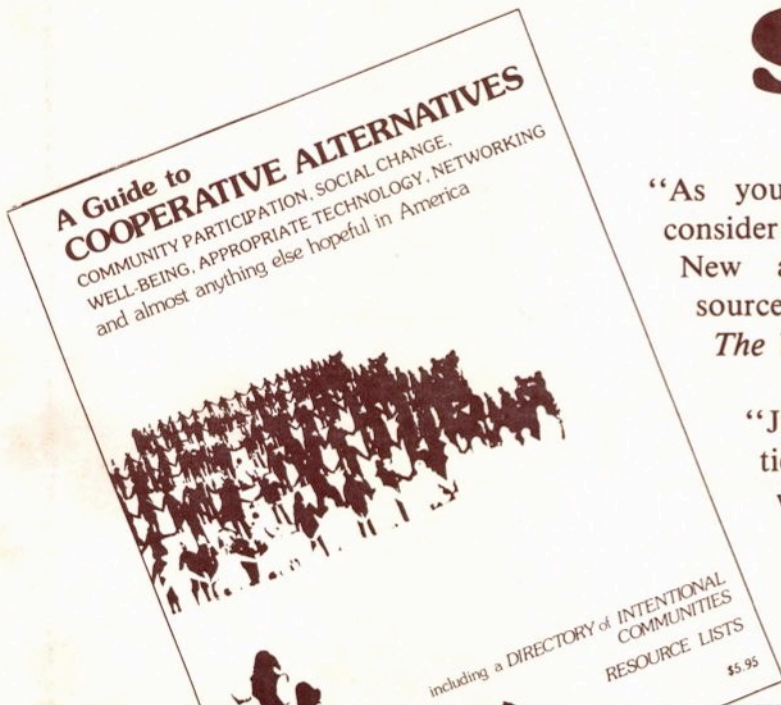 A Guide to
COOPERATIVE ALTERNATIVES
COMMUNITY PARTICIPATION, SOCIAL CHANGE,
WELL-BEING, APPROPRIATE TECHNOLOGY, NETWORKING
and almost anything else hopeful in America
including a DIRECTORY of INTENTIONAL
COMMUNITIES
RESOURCE LISTS
$5.95
“As you
consider
New
source
The
“J